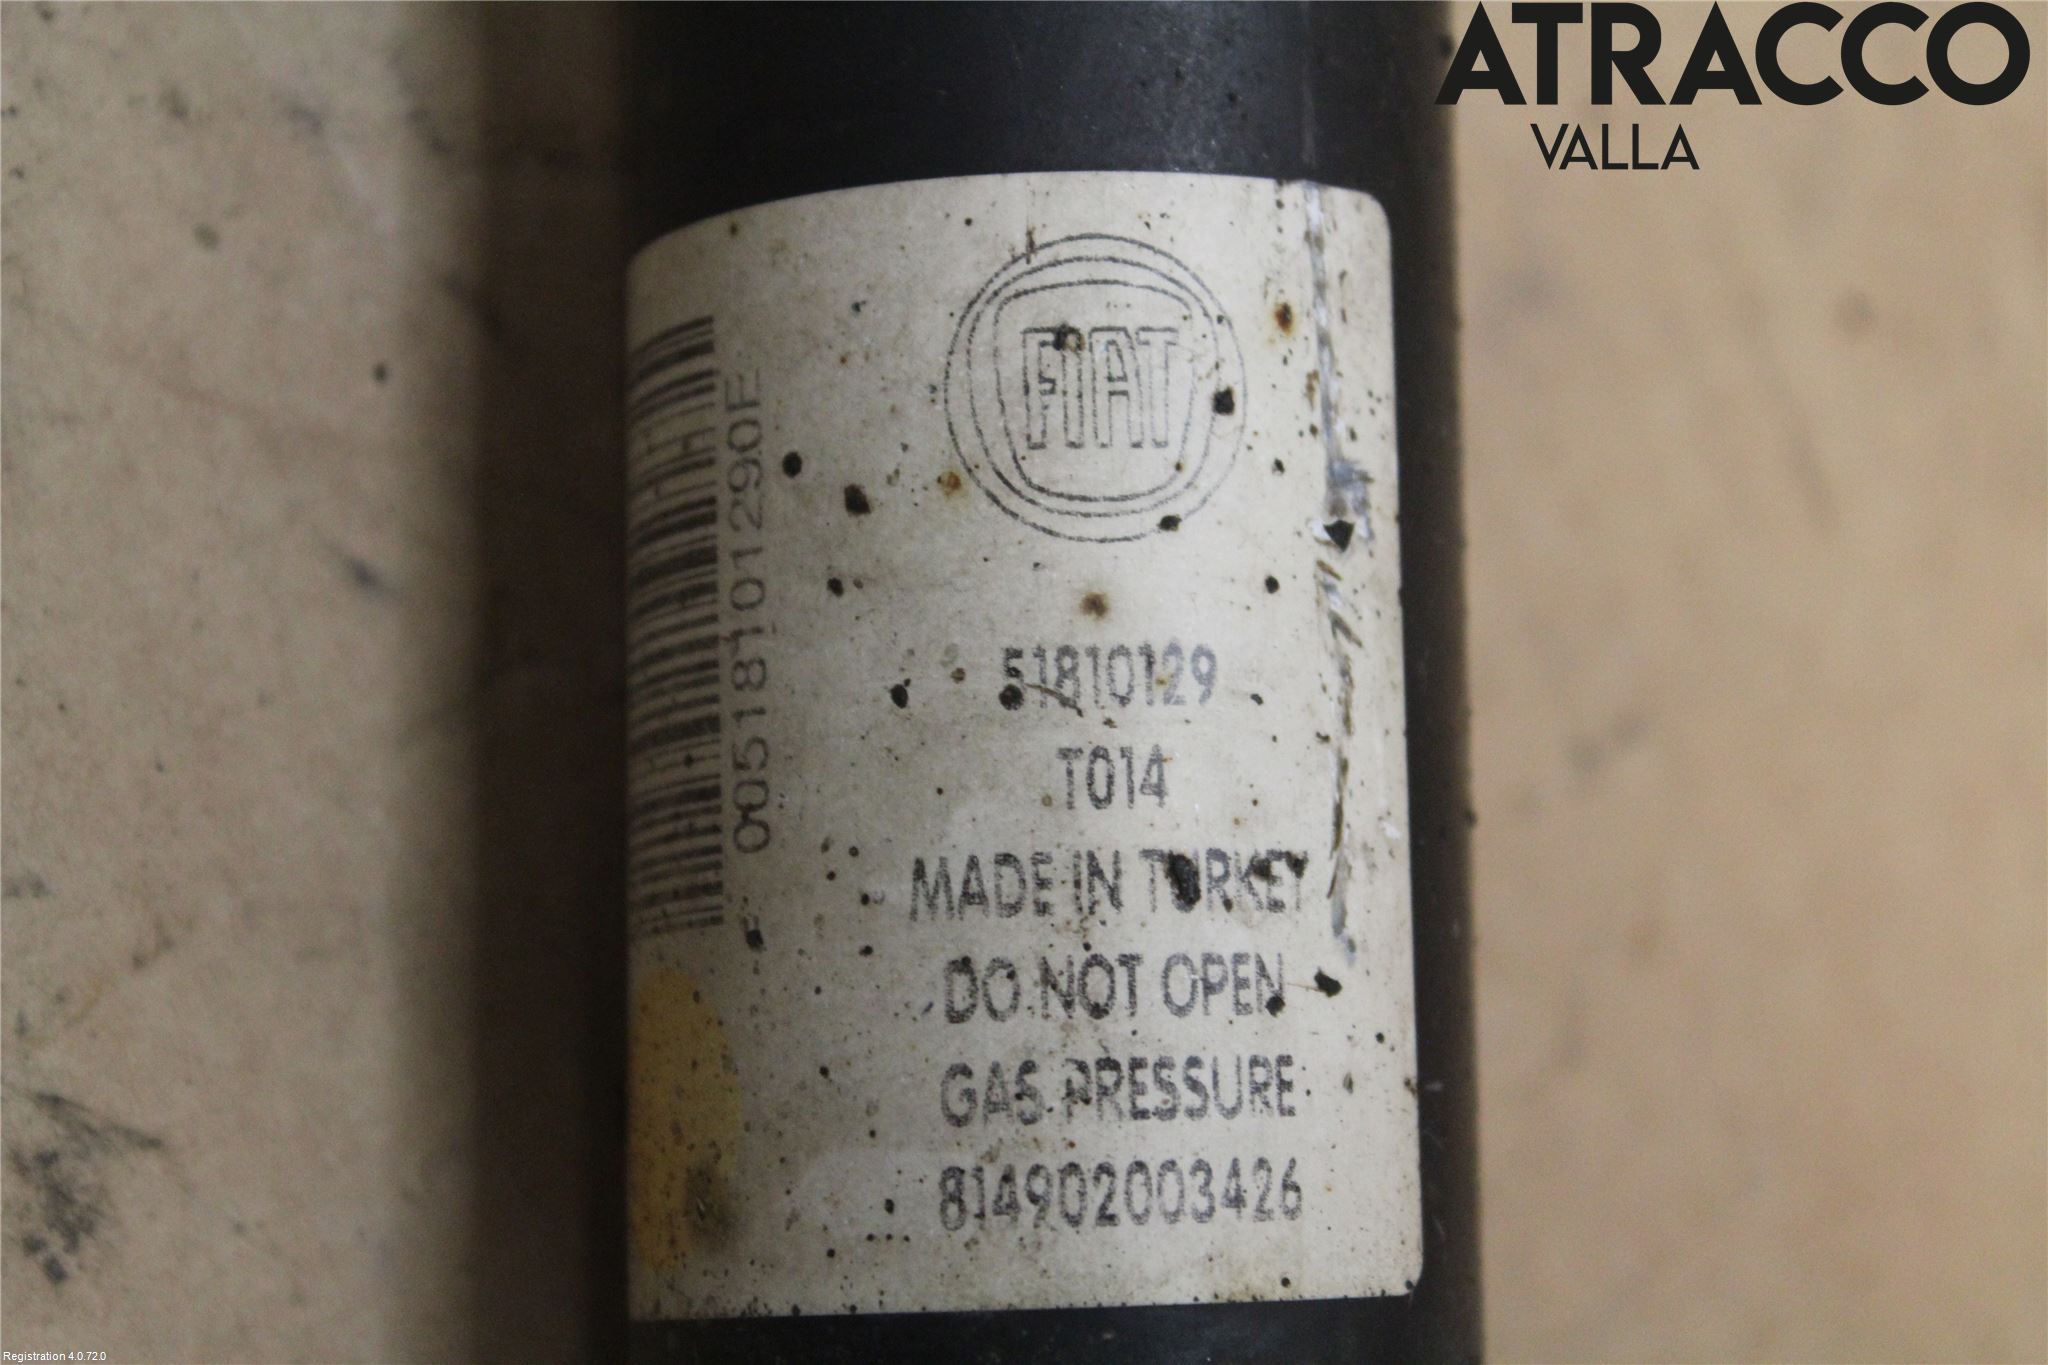 ATRACCO
VALLA
FIAT
00518101290F
51810129
T014
MADE IN TURKEY
DO NOT OPEN
GAS PRESSURE
814902003426
Registration 4.0.72.0